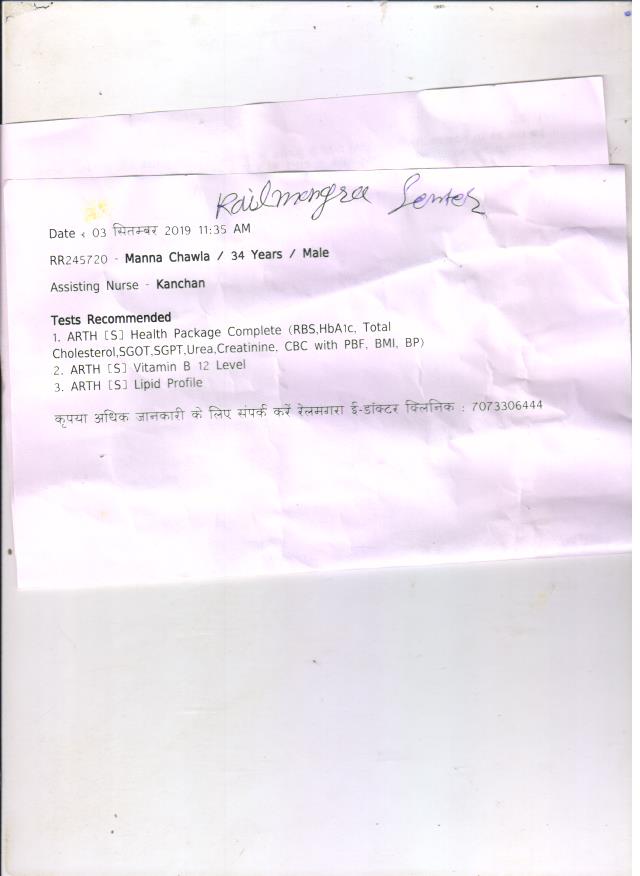 Railmangra Senter
Date : 03 सितम्बर 2019 11:35 AM
RR245720 - Manna Chawla / 34 Years / Male
Assisting Nurse - Kanchan
Tests Recommended
1. ARTH [S] Health Package Complete (RBS,HbA1c, Total
Cholesterol,SGOT,SGPT,Urea,Creatinine, CBC with PBF, BMI, BP)
2. ARTH [S] Vitamin B 12 Level
3. ARTH [S] Lipid Profile
कृपया अधिक जानकारी के लिए संपर्क करें रेलमगरा ई-डॉक्टर क्लिनिक : 7073306444